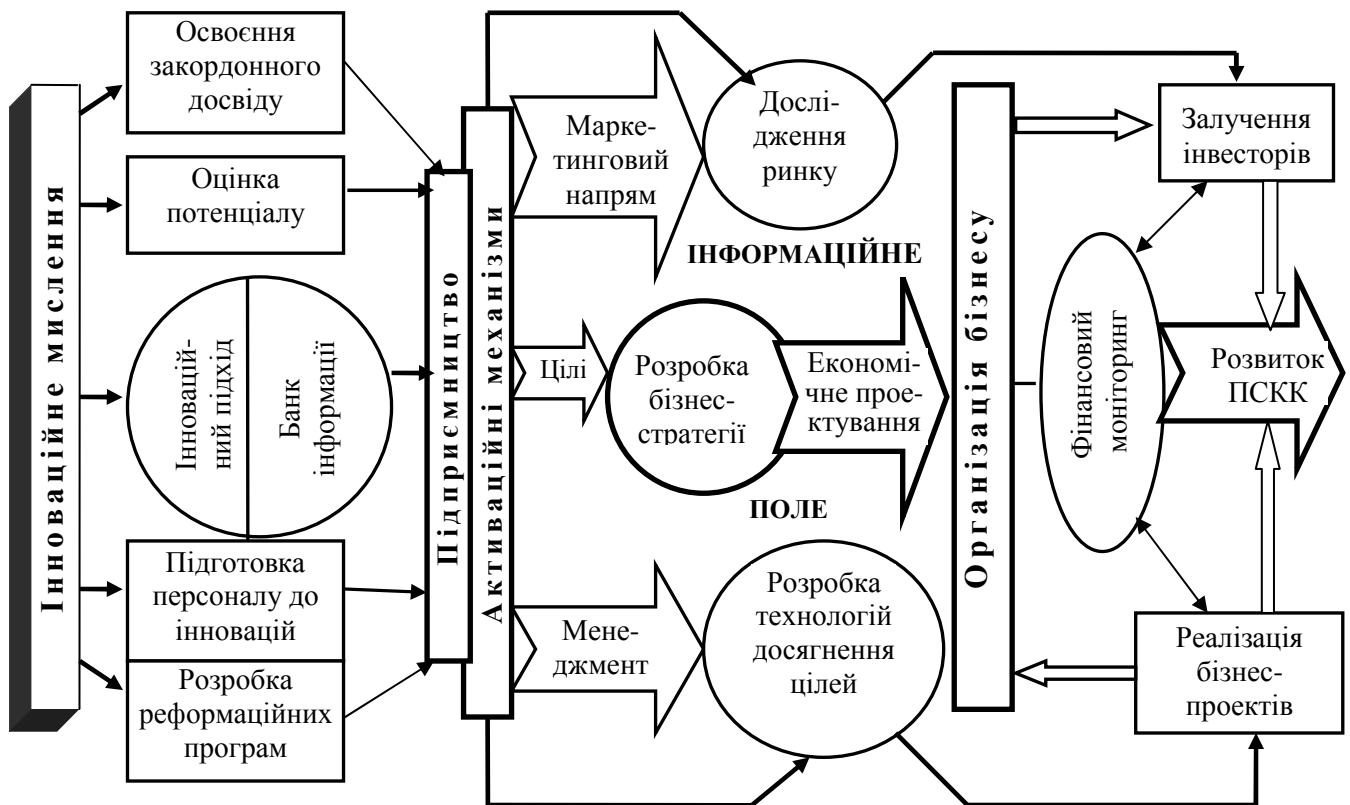 Інноваційне мислення
Освоєння
закордонного
досвіду
Оцінка
потенціалу
Інновацій-
ний підхід
Банк
інформації
Підготовка
персоналу до
інновацій
Розробка
реформаційних
програм
Підприємництво
Активаційні механізми
Марке-
тинговий
напрям
Дослі-
дження
ринку
ІНФОРМАЦІЙНЕ
Цілі
Розробка
бізнес-
стратегії
Економі-
чне прое-
ктування
ПОЛЕ
Мене-
джмент
Розробка
технологій
досягнення
цілей
Організація бізнесу
Залучення
інвесторів
Фінансовий
моніторинг
Розвиток
ПСКК
Реалізація
бізнес-
проектів